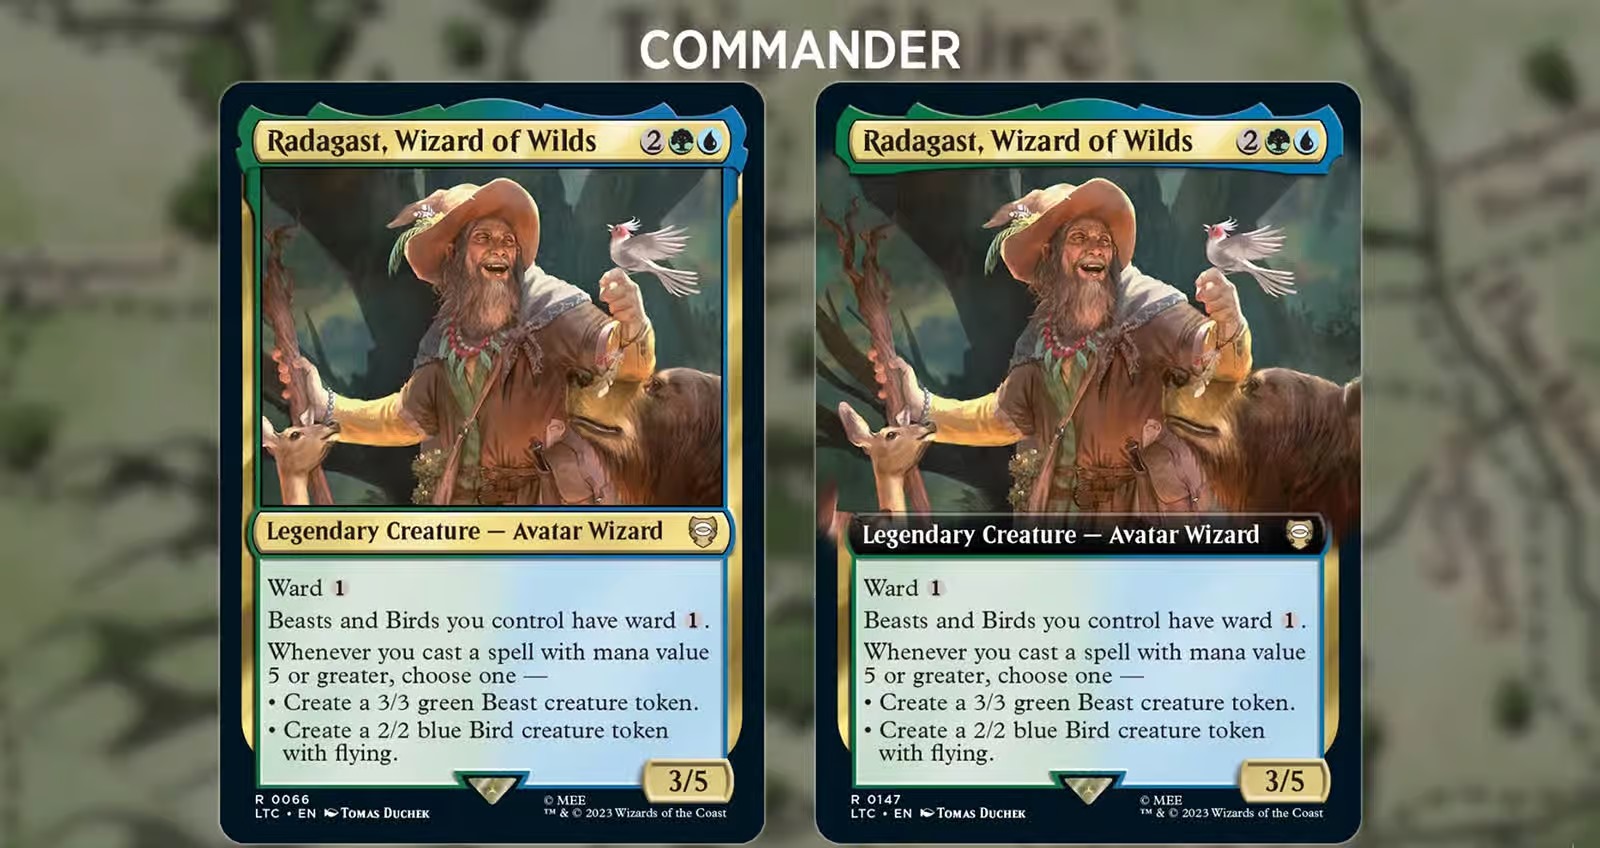 COMMANDER
Radagast, Wizard of Wilds 2
Legendary Creature — Avatar Wizard
Ward 1
Beasts and Birds you control have ward 1.
Whenever you cast a spell with mana value
5 or greater, choose one —
• Create a 3/3 green Beast creature token.
• Create a 2/2 blue Bird creature token
with flying.
3/5
R 0066
LTC • EN TOMAS DUCHEK
© MEE
™ & © 2023 Wizards of the Coast
Radagast, Wizard of Wilds 2
Legendary Creature — Avatar Wizard
Ward 1
Beasts and Birds you control have ward 1.
Whenever you cast a spell with mana value
5 or greater, choose one —
• Create a 3/3 green Beast creature token.
• Create a 2/2 blue Bird creature token
with flying.
3/5
R 0147
LTC • EN TOMAS DUCHEK
© MEE
™ & © 2023 Wizards of the Coast